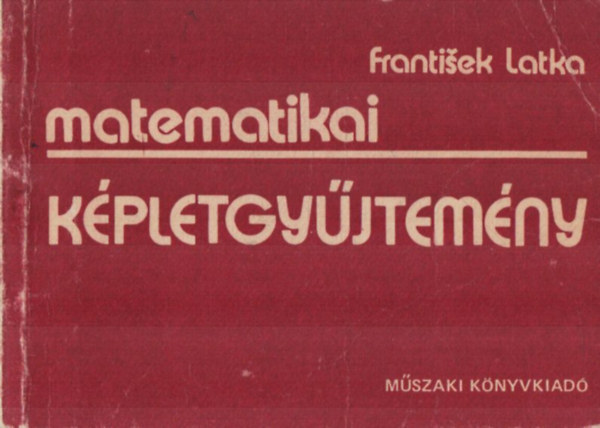 František Latka
matematikai
KÉPLETGYŰJTEMÉNY
MŰSZAKI KÖNYVKIADÓ